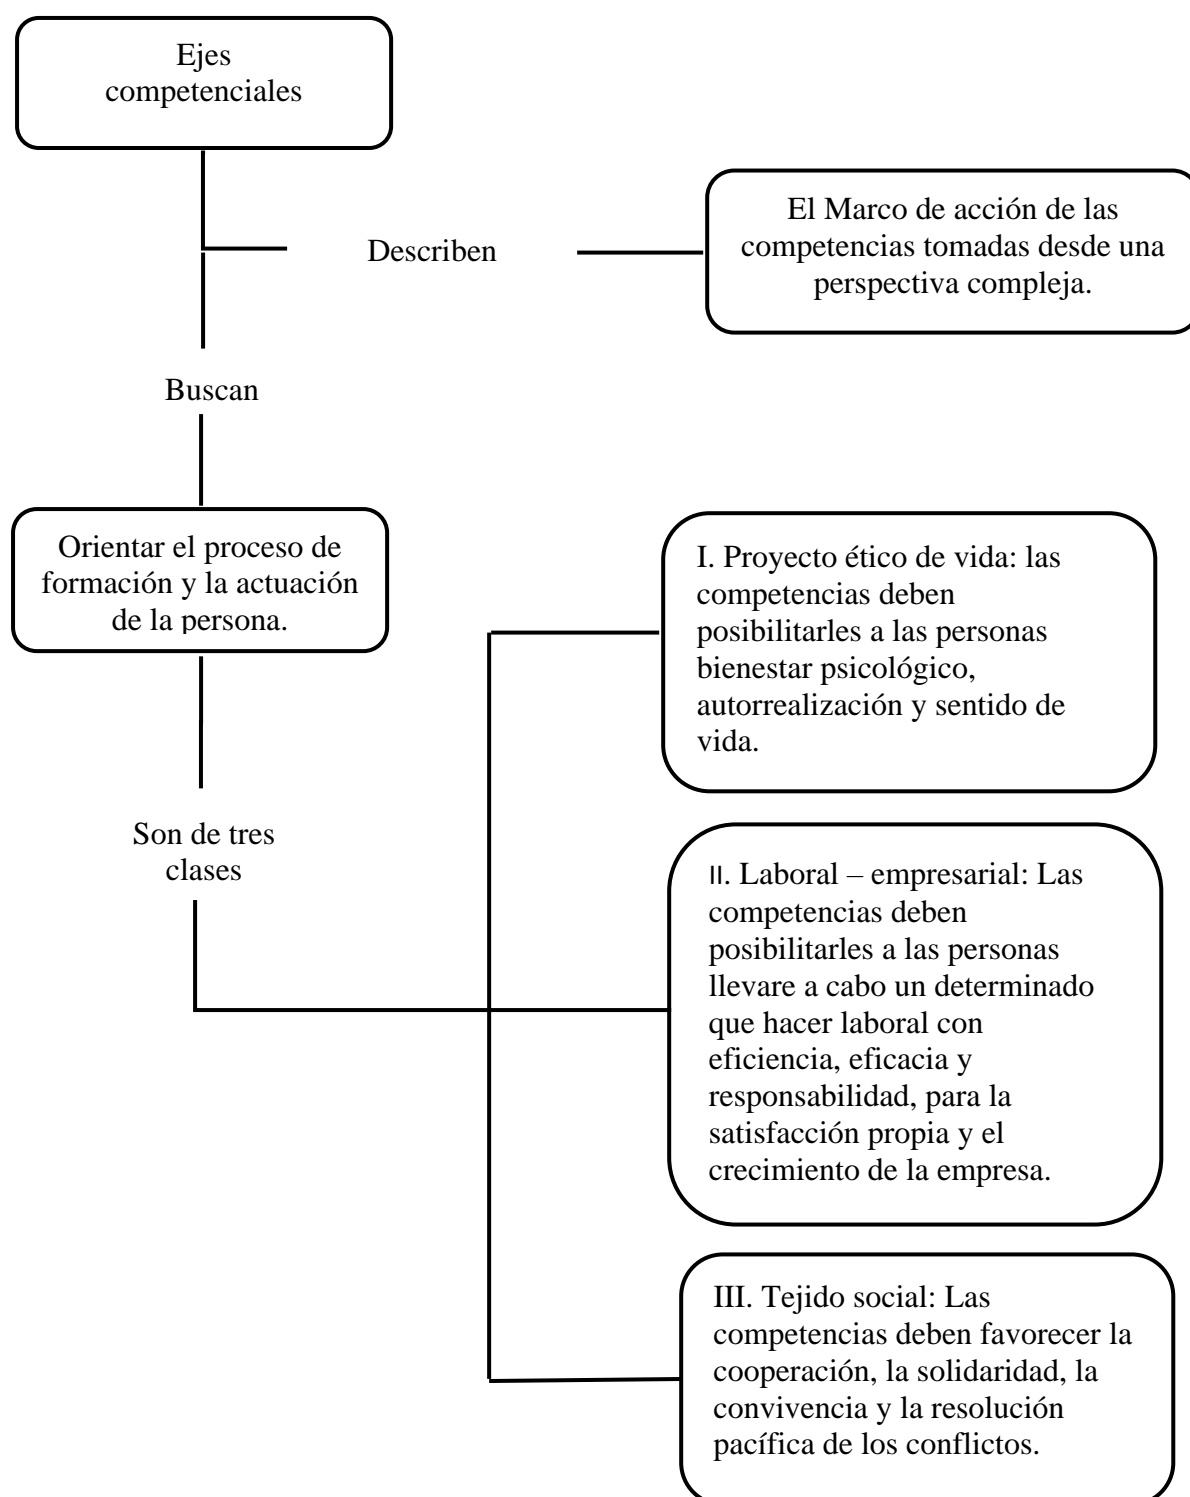 Ejes
competenciales
El Marco de acción de las
competencias tomadas desde una
perspectiva compleja.
Describen
Buscan
Orientar el proceso de
formación y la actuación
de la persona.
I. Proyecto ético de vida: las
competencias deben
posibilitarles a las personas
bienestar psicológico,
autorrealización y sentido de
vida.
Son de tres
clases
II. Laboral – empresarial: Las
competencias deben
posibilitarles a las personas
llevare a cabo un determinado
que hacer laboral con
eficiencia, eficacia y
responsabilidad, para la
satisfacción propia y el
crecimiento de la empresa.
III. Tejido social: Las
competencias deben favorecer la
cooperación, la solidaridad, la
convivencia y la resolución
pacífica de los conflictos.